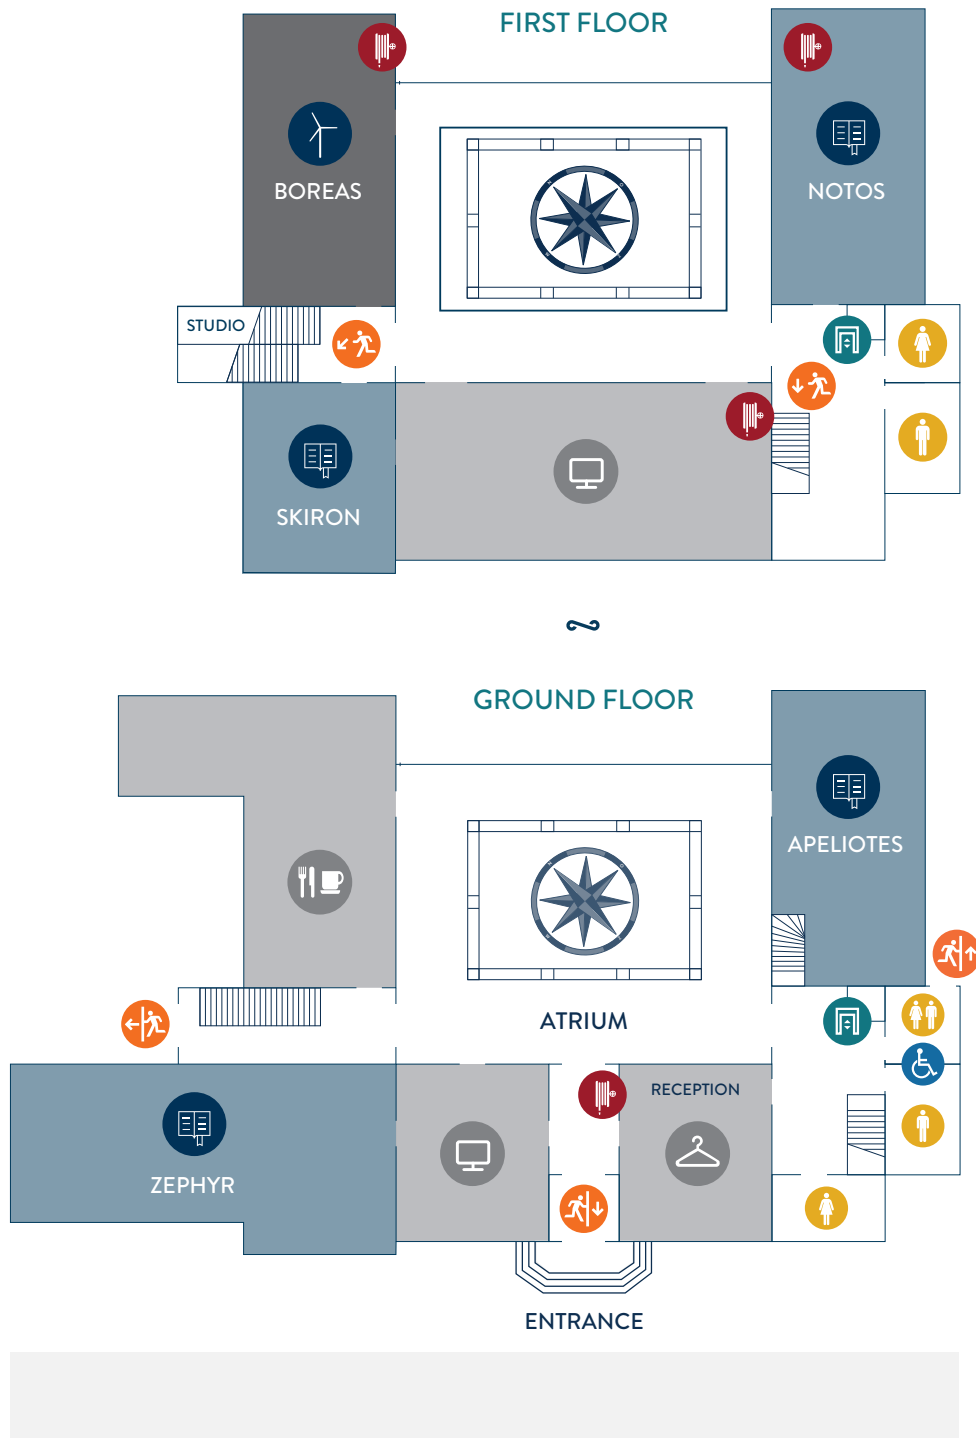 FIRST FLOOR
BOREAS
NOTOS
STUDIO
SKIRON
GROUND FLOOR
APELIOTES
ATRIUM
RECEPTION
ZEPHYR
ENTRANCE